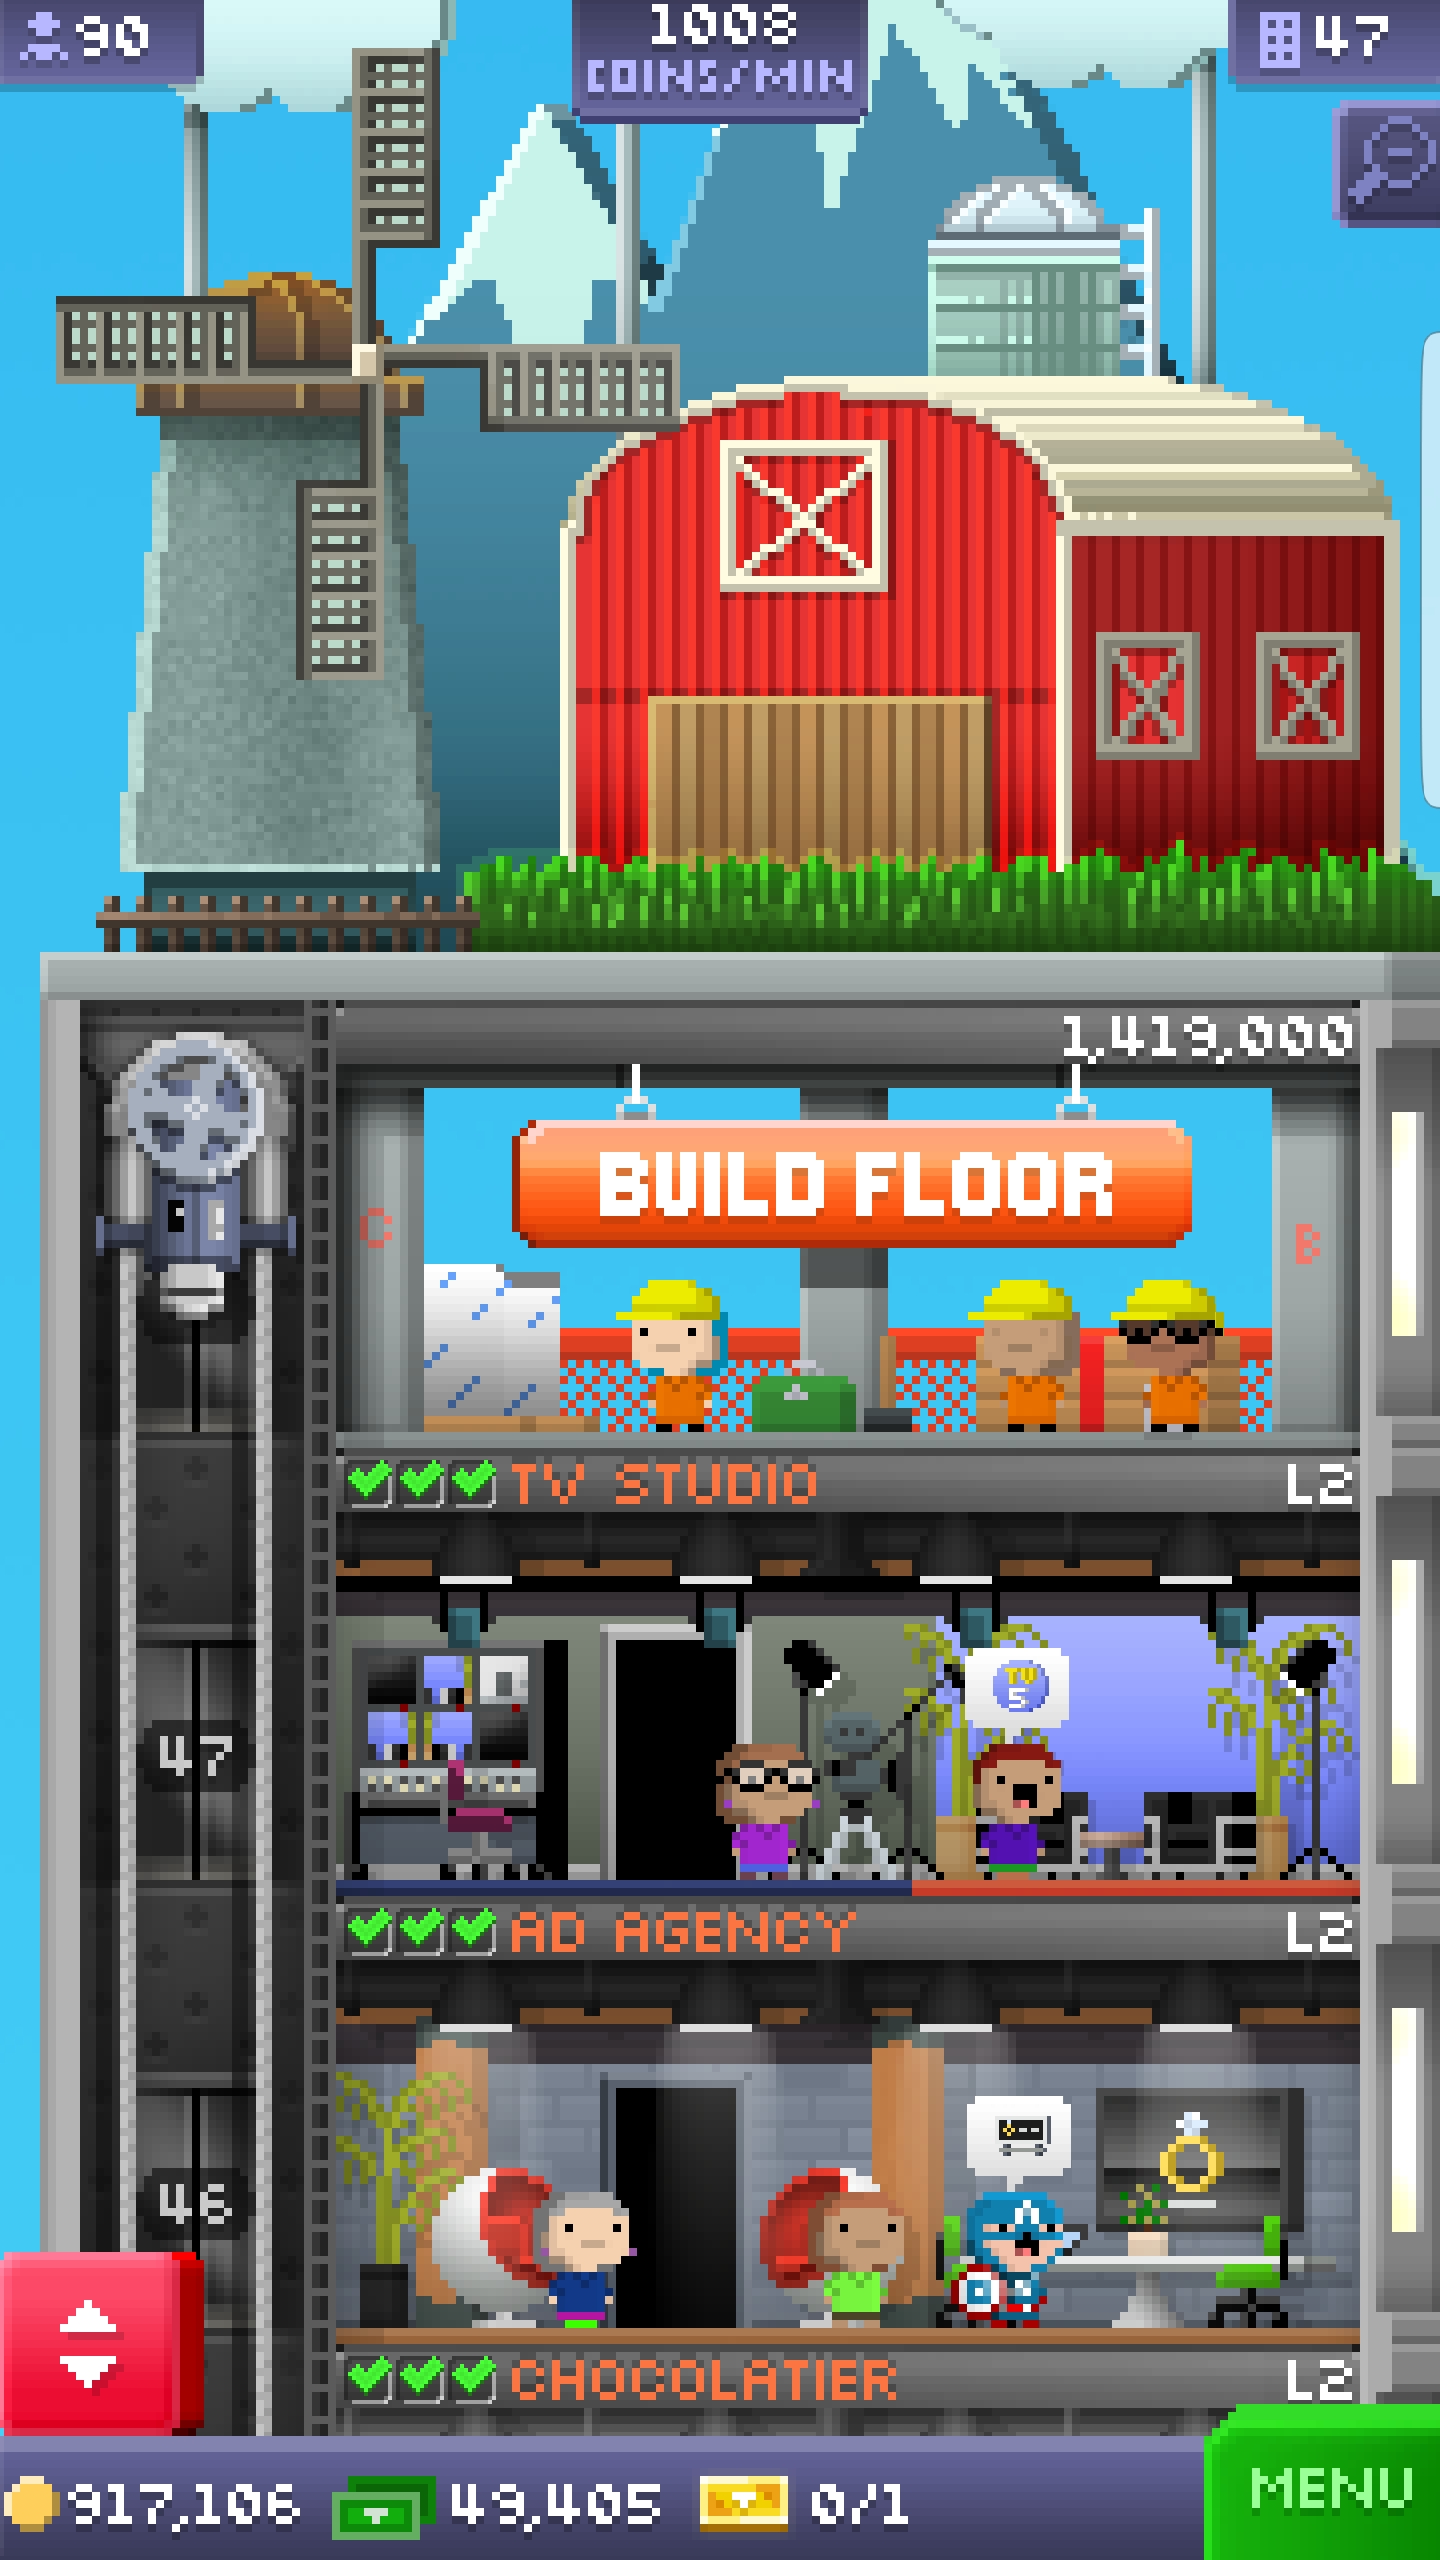 90
1008
COINS/MIN
47
1,419,000
BUILD FLOOR
C
B
TV STUDIO
L2
TV
5
47
AD AGENCY
L2
46
CHOCOLATIER
L2
917,106
49,405
0/1
MENU